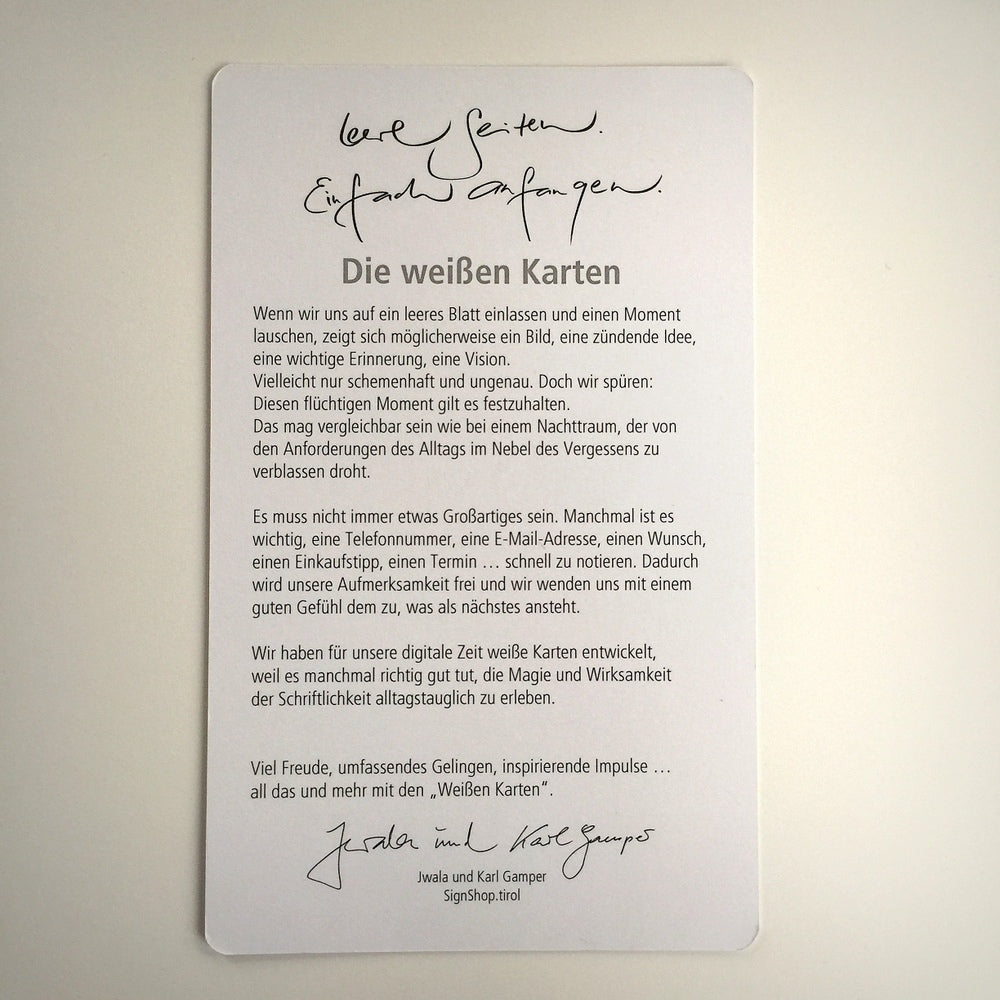 leere Seiten.
Einfach anfangen.
Die weißen Karten
Wenn wir uns auf ein leeres Blatt einlassen und einen Moment
lauschen, zeigt sich möglicherweise ein Bild, eine zündende Idee,
eine wichtige Erinnerung, eine Vision.
Vielleicht nur schemenhaft und ungenau. Doch wir spüren:
Diesen flüchtigen Moment gilt es festzuhalten.
Das mag vergleichbar sein wie bei einem Nachttraum, der von
den Anforderungen des Alltags im Nebel des Vergessens zu
verblassen droht.
Es muss nicht immer etwas Großartiges sein. Manchmal ist es
wichtig, eine Telefonnummer, eine E-Mail-Adresse, einen Wunsch,
einen Einkaufstipp, einen Termin … schnell zu notieren. Dadurch
wird unsere Aufmerksamkeit frei und wir wenden uns mit einem
guten Gefühl dem zu, was als nächstes ansteht.
Wir haben für unsere digitale Zeit weiße Karten entwickelt,
weil es manchmal richtig gut tut, die Magie und Wirksamkeit
der Schriftlichkeit alltagstauglich zu erleben.
Viel Freude, umfassendes Gelingen, inspirierende Impulse …
all das und mehr mit den „Weißen Karten“.
Jwala und Karl Gamper
Jwala und Karl Gamper
SignShop.tirol